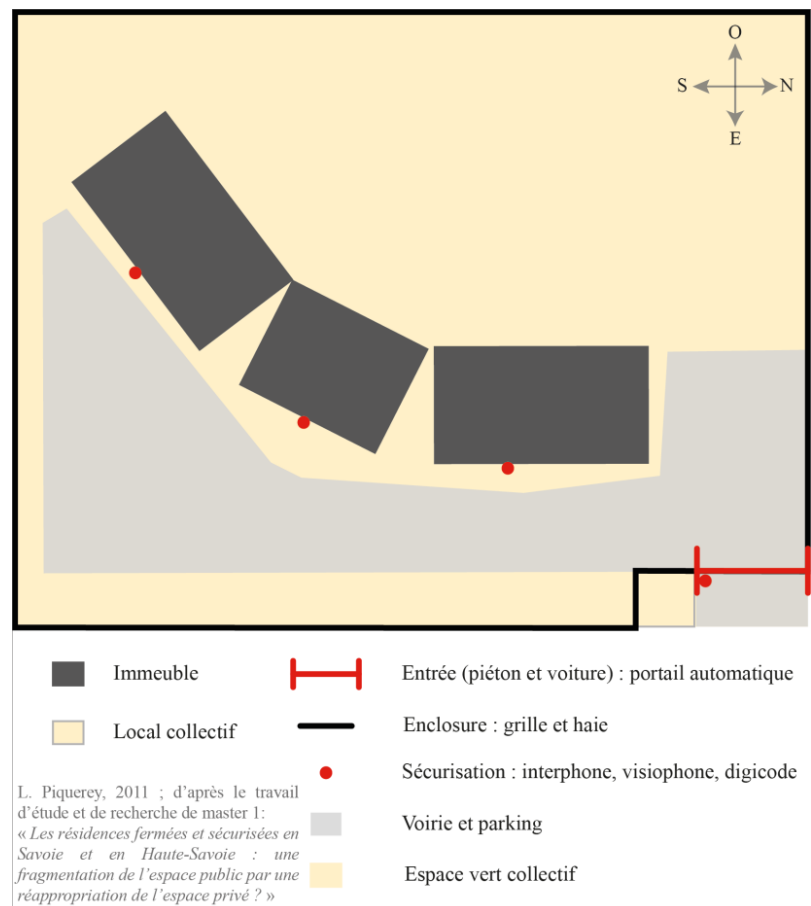 O
S N
E
Immeuble
Local collectif
Entrée (piéton et voiture) : portail automatique
Enclosure : grille et haie
Sécurisation : interphone, visiophone, digicode
Voirie et parking
Espace vert collectif
L. Piquerey, 2011 ; d'après le travail
d'étude et de recherche de master 1:
« Les résidences fermées et sécurisées en
Savoie et en Haute-Savoie : une
fragmentation de l'espace public par une
réappropriation de l'espace privé ? »